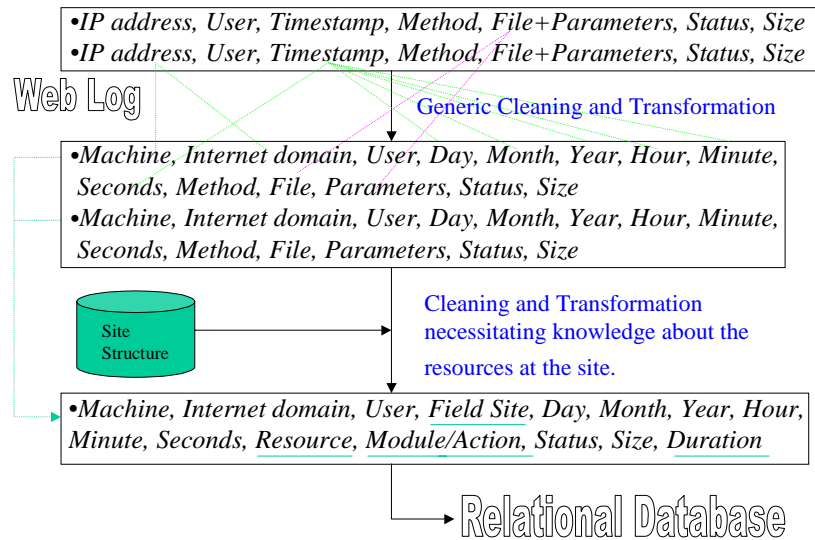 •IP address, User, Timestamp, Method, File+Parameters, Status, Size
•IP address, User, Timestamp, Method, File+Parameters, Status, Size
Web Log
Generic Cleaning and Transformation
•Machine, Internet domain, User, Day, Month, Year, Hour, Minute,
Seconds, Method, File, Parameters, Status, Size
•Machine, Internet domain, User, Day, Month, Year, Hour, Minute,
Seconds, Method, File, Parameters, Status, Size
Site
Structure
Cleaning and Transformation
necessitating knowledge about the
resources at the site.
•Machine, Internet domain, User, Field Site, Day, Month, Year, Hour,
Minute, Seconds, Resource, Module/Action, Status, Size, Duration
Relational Database